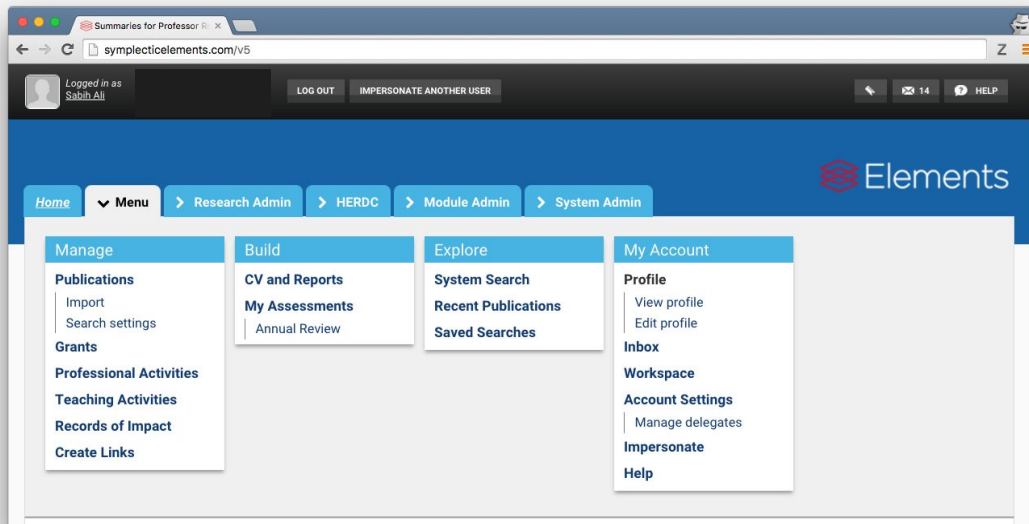 Summaries for Professor R
symplecticelements.com/v5
Z
Logged in as
Sabih Ali
LOG OUT
IMPERSONATE ANOTHER USER
14
HELP
Elements
Home
Menu
Research Admin
HERDC
Module Admin
System Admin
Manage
Publications
Import
Search settings
Grants
Professional Activities
Teaching Activities
Records of Impact
Create Links
Build
CV and Reports
My Assessments
Annual Review
Explore
System Search
Recent Publications
Saved Searches
My Account
Profile
View profile
Edit profile
Inbox
Workspace
Account Settings
Manage delegates
Impersonate
Help